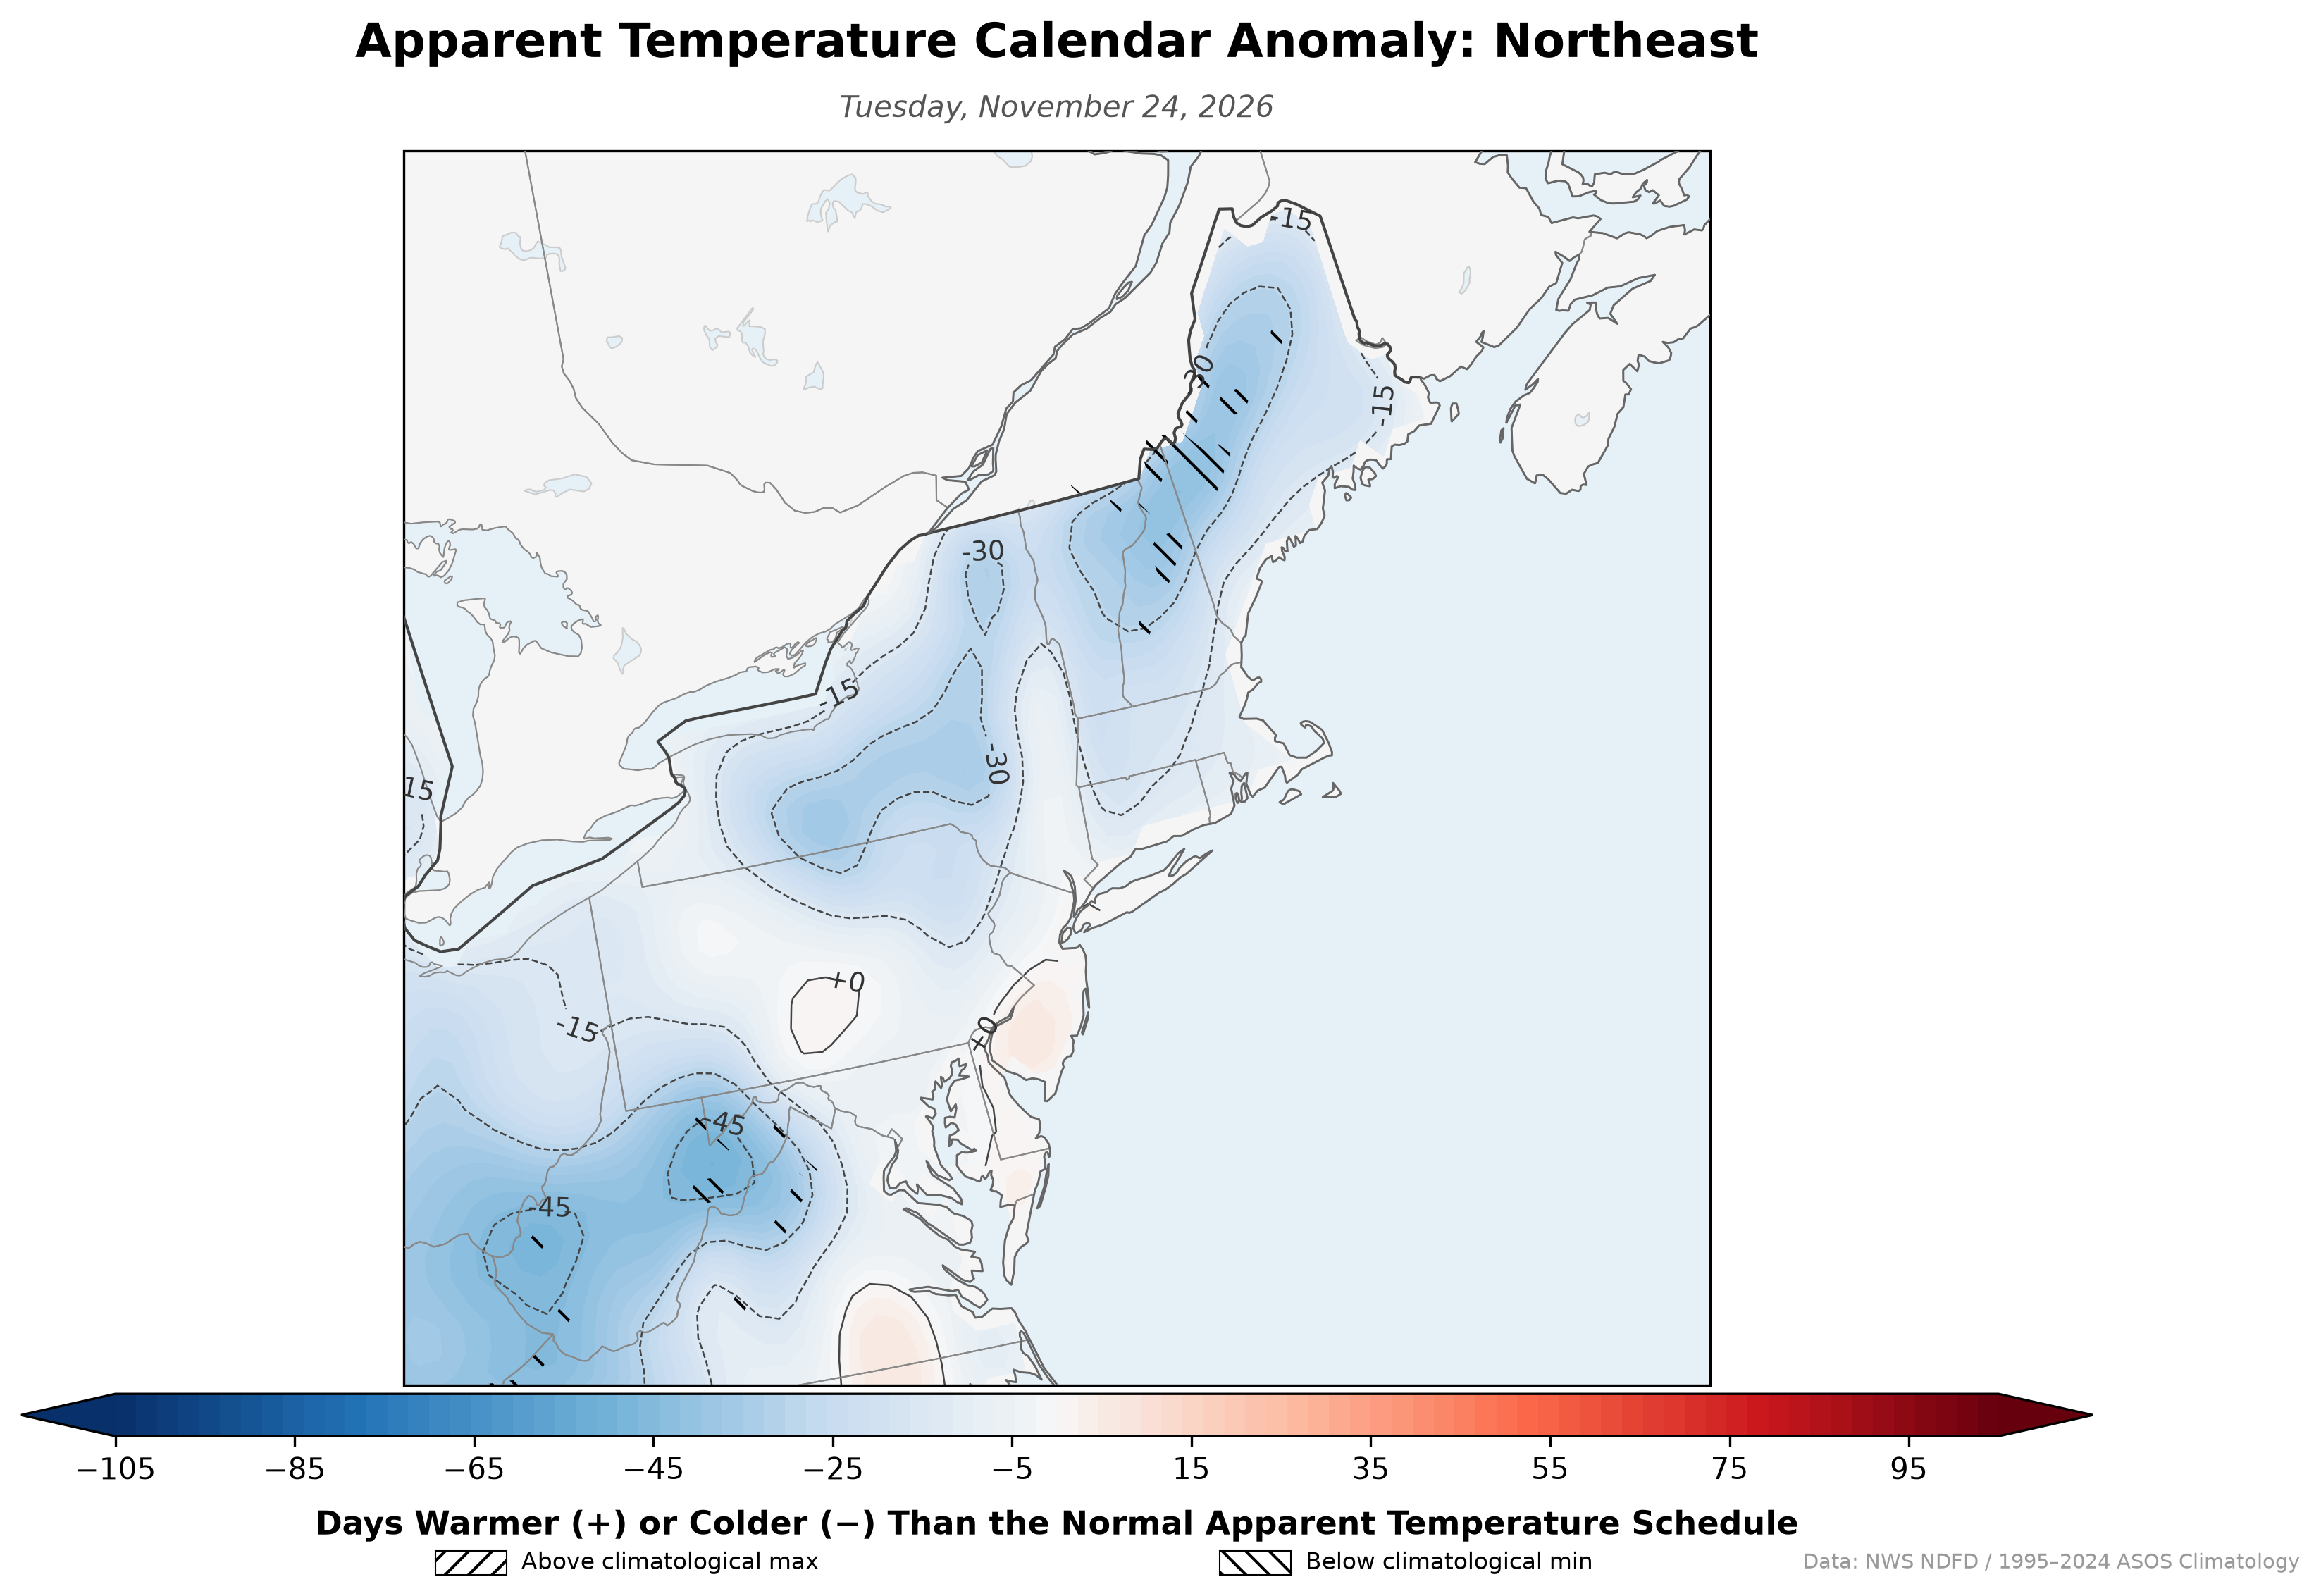 Apparent Temperature Calendar Anomaly: Northeast
Tuesday, November 24, 2026
-15
-30
-15
-30
-15
-30
15
+0
-15
+0
-45
-45
−105 −85 −65 −45 −25 −5 15 35 55 75 95
Days Warmer (+) or Colder (−) Than the Normal Apparent Temperature Schedule
Above climatological max
Below climatological min
Data: NWS NDFD / 1995–2024 ASOS Climatology